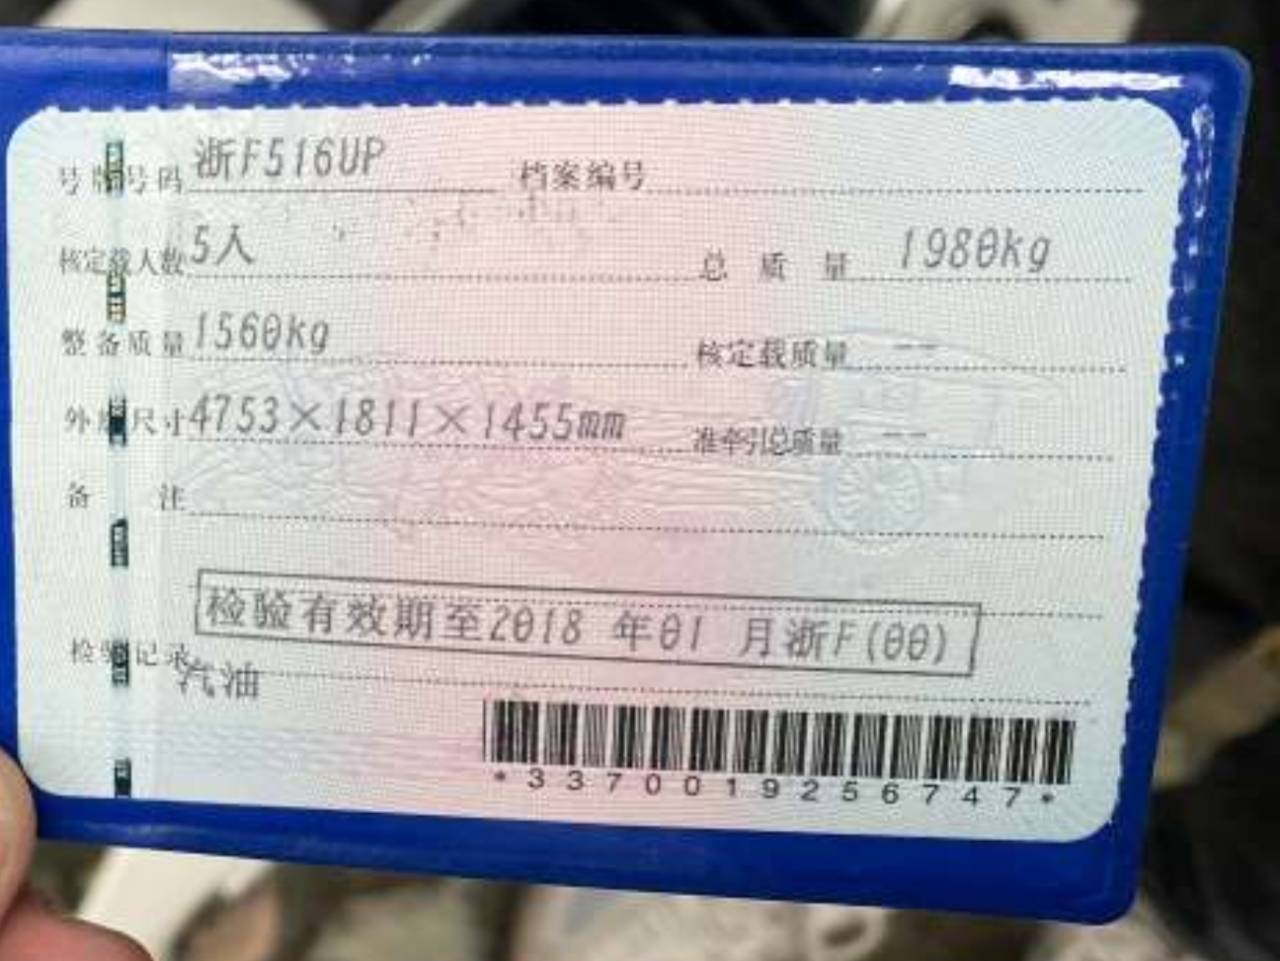 号牌号码 浙F516UP 档案编号
核定载人数 5人 总质量 1980kg
整备质量 1560kg 核定载质量 --
外廓尺寸 4753×1811×1455mm 准牵引总质量 --
备注
检验有效期至2018 年01 月浙F(00)
检验记录
汽油
*3370019256747*